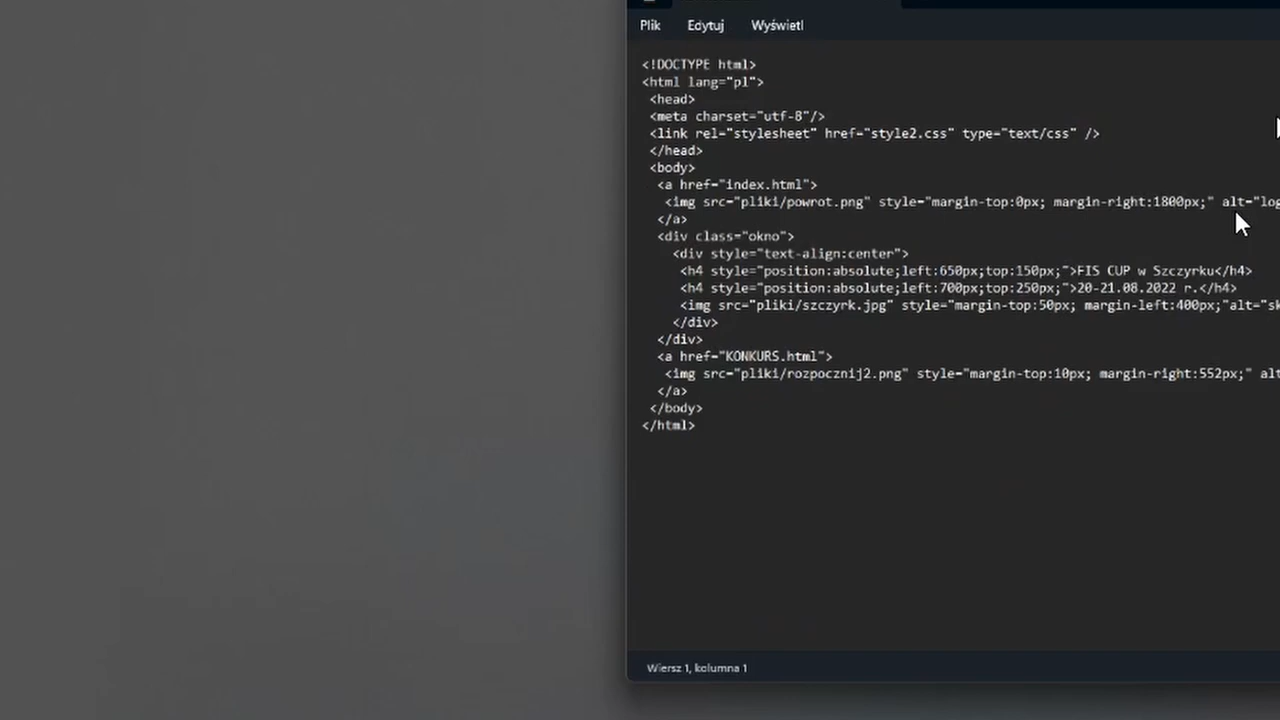 Plik Edytuj Wyświetl
<!DOCTYPE html>
<html lang="pl">
<head>
<meta charset="utf-8"/>
<link rel="stylesheet" href="style2.css" type="text/css" />
</head>
<body>
<a href="index.html">
<img src="pliki/powrot.png" style="margin-top:0px; margin-right:1800px;" alt="log
</a>
<div class="okno">
<div style="text-align:center">
<h4 style="position:absolute;left:650px;top:150px;">FIS CUP w Szczyrku</h4>
<h4 style="position:absolute;left:700px;top:250px;">20-21.08.2022 r.</h4>
<img src="pliki/szczyrk.jpg" style="margin-top:50px; margin-left:400px;"alt="sk
</div>
</div>
<a href="KONKURS.html">
<img src="pliki/rozpocznij2.png" style="margin-top:10px; margin-right:552px;" alt
</a>
</body>
</html>
Wiersz 1, kolumna 1